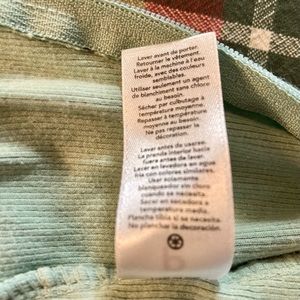 Laver avant de porter.
Retourner le vêtement.
Laver à la machine à l'eau
froide, avec des couleurs
semblables.
Utiliser seulement un agent
de blanchiment sans chlore
au besoin.
Sécher par culbutage à
température moyenne.
Repasser à température
moyenne au besoin.
Ne pas repasser la
décoration.
Lavar antes de usarse.
La prenda interior hacia
fuera antes de lavar.
Lavar en lavadora en agua
fría con colores similares.
Usar solamente
blanqueador sin cloro
cuando se necesita.
Secar a máquina a
temperatura media.
Planche tibia si se necesita.
No planchar la decoración.